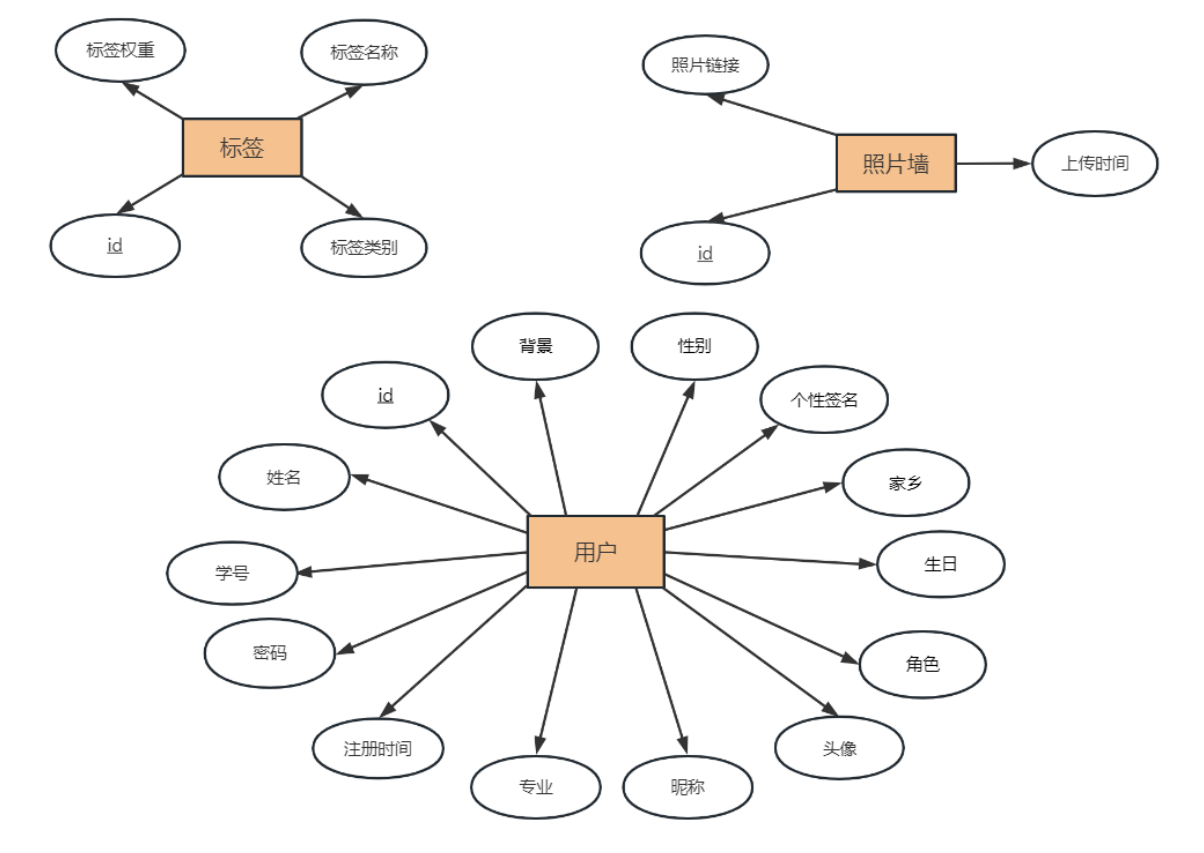 标签权重
标签名称
标签
id
标签类别
照片链接
照片墙
上传时间
id
背景
性别
id
个性签名
姓名
家乡
用户
学号
生日
密码
角色
注册时间
头像
专业
昵称